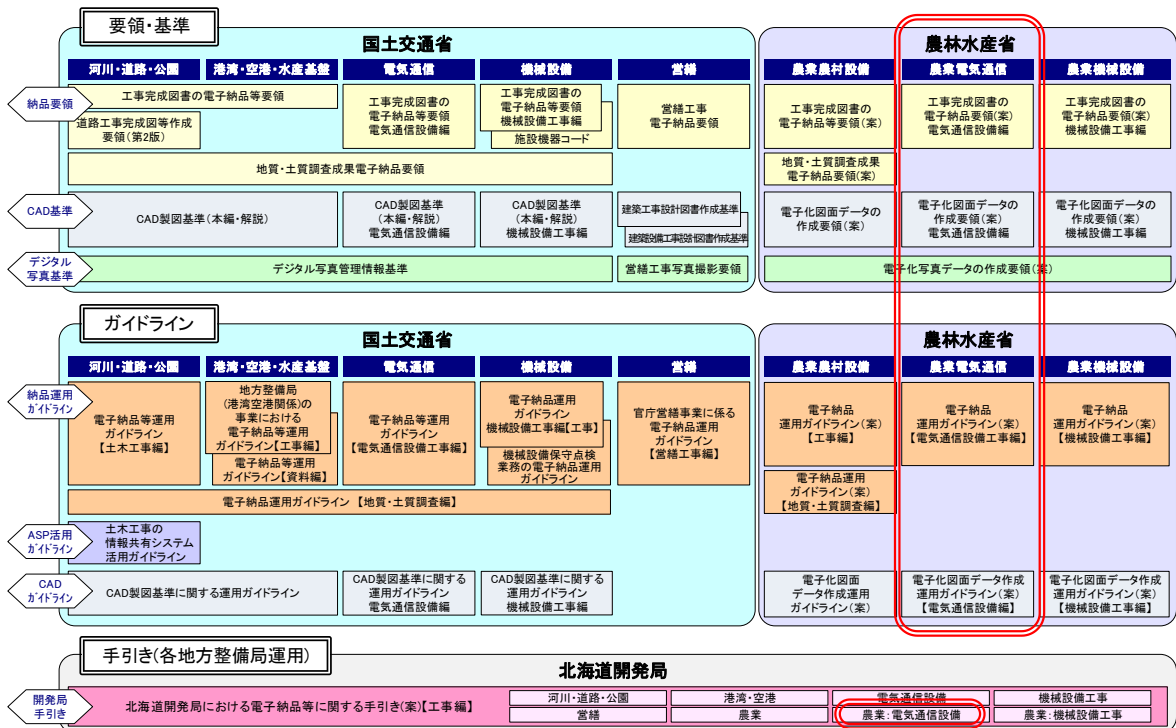 要領・基準
国土交通省
農林水産省
河川・道路・公園
港湾・空港・水産基盤
電気通信
機械設備
営繕
農業農村設備
農業電気通信
農業機械設備
納品要領
工事完成図書の電子納品等要領
道路工事完成図等作成
要領(第2版)
工事完成図書の
電子納品等要領
電気通信設備編
工事完成図書の
電子納品等要領
機械設備工事編
施設機器コード
営繕工事
電子納品要領
工事完成図書の
電子納品等要領(案)
工事完成図書の
電子納品要領(案)
電気通信設備編
工事完成図書の
電子納品要領(案)
機械設備工事編
地質・土質調査成果電子納品要領
地質・土質調査成果
電子納品要領(案)
CAD基準
CAD製図基準(本編・解説)
CAD製図基準
(本編・解説)
電気通信設備編
CAD製図基準
(本編・解説)
機械設備工事編
建築工事設計図書作成基準
建築設備工事設計図書作成基準
電子化図面データの
作成要領(案)
電子化図面データの
作成要領(案)
電気通信設備編
電子化図面データの
作成要領(案)
機械設備工事編
デジタル
写真基準
デジタル写真管理情報基準
営繕工事写真撮影要領
電子化写真データの作成要領(案)
ガイドライン
国土交通省
農林水産省
河川・道路・公園
港湾・空港・水産基盤
電気通信
機械設備
営繕
農業農村設備
農業電気通信
農業機械設備
納品運用
ガイドライン
電子納品等運用
ガイドライン
【土木工事編】
地方整備局
(港湾空港関係)の
事業における
電子納品等運用
ガイドライン【工事編】
電子納品等運用
ガイドライン【資料編】
電子納品等運用
ガイドライン
【電気通信設備工事編】
電子納品運用
ガイドライン
機械設備工事編【工事】
機械設備保守点検
業務の電子納品運用
ガイドライン
官庁営繕事業に係る
電子納品運用
ガイドライン
【営繕工事編】
電子納品
運用ガイドライン(案)
【工事編】
電子納品
運用ガイドライン(案)
【電気通信設備工事編】
電子納品
運用ガイドライン(案)
【機械設備工事編】
電子納品運用ガイドライン 【地質・土質調査編】
電子納品運用
ガイドライン(案)
【地質・土質調査編】
ASP活用
ガイドライン
土木工事の
情報共有システム
活用ガイドライン
CAD
ガイドライン
CAD製図基準に関する運用ガイドライン
CAD製図基準に関する
運用ガイドライン
電気通信設備編
CAD製図基準に関する
運用ガイドライン
機械設備工事編
電子化図面
データ作成運用
ガイドライン(案)
電子化図面データ作成
運用ガイドライン(案)
【電気通信設備編】
電子化図面データ作成
運用ガイドライン(案)
【機械設備工事編】
手引き(各地方整備局運用)
北海道開発局
開発局
手引き
北海道開発局における電子納品等に関する手引き(案)【工事編】
河川・道路・公園
港湾・空港
電気通信設備
機械設備工事
営繕
農業
農業:電気通信設備
農業:機械設備工事